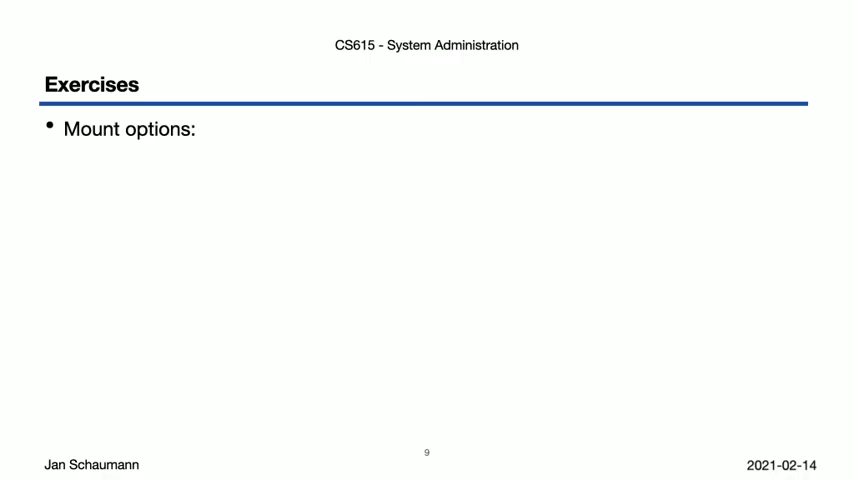 CS615 - System Administration
Exercises
• Mount options:
9
Jan Schaumann
2021-02-14